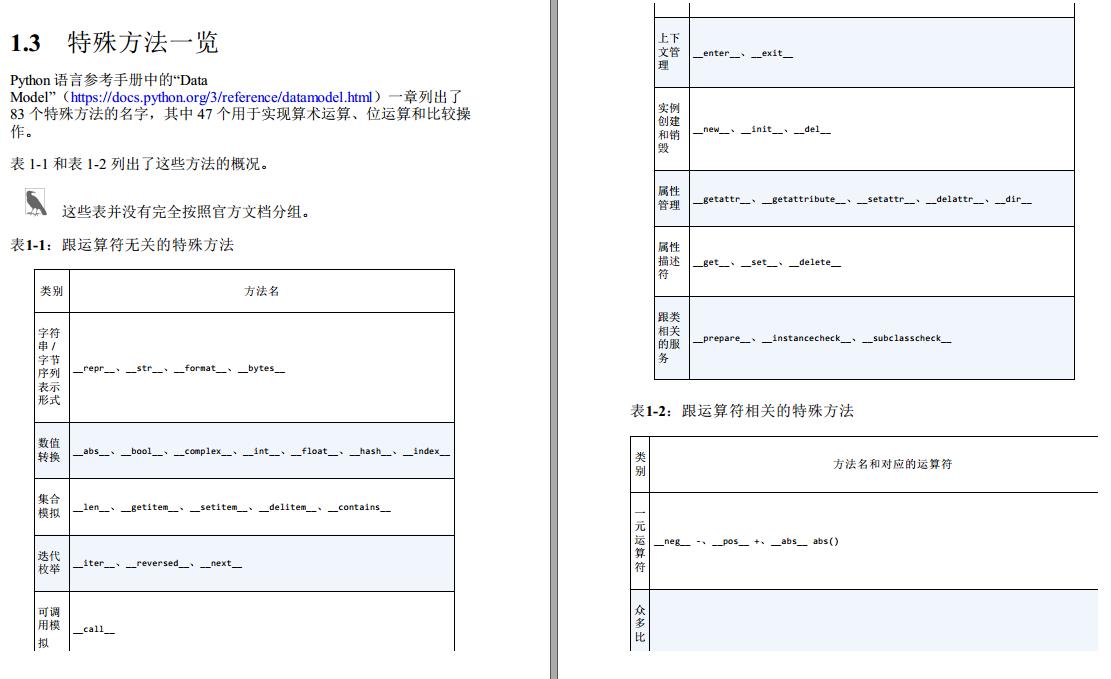 1.3 特殊方法一览
Python 语言参考手册中的“Data
Model”（https://docs.python.org/3/reference/datamodel.html）一章列出了
83 个特殊方法的名字，其中 47 个用于实现算术运算、位运算和比较操
作。
表 1-1 和表 1-2 列出了这些方法的概况。
这些表并没有完全按照官方文档分组。
表1-1：跟运算符无关的特殊方法
类别 方法名
字符
串 /
字节
序列
表示
形式
__repr__、__str__、__format__、__bytes__
数值
转换
__abs__、__bool__、__complex__、__int__、__float__、__hash__、__index__
集合
模拟
__len__、__getitem__、__setitem__、__delitem__、__contains__
迭代
枚举
__iter__、__reversed__、__next__
可调
用模
拟
__call__
上下
文管
理
__enter__、__exit__
实例
创建
和销
毁
__new__、__init__、__del__
属性
管理
__getattr__、__getattribute__、__setattr__、__delattr__、__dir__
属性
描述
符
__get__、__set__、__delete__
跟类
相关
的服
务
__prepare__、__instancecheck__、__subclasscheck__
表1-2：跟运算符相关的特殊方法
类
别
方法名和对应的运算符
一
元
运
算
符
__neg__ -、__pos__ +、__abs__ abs()
众
多
比